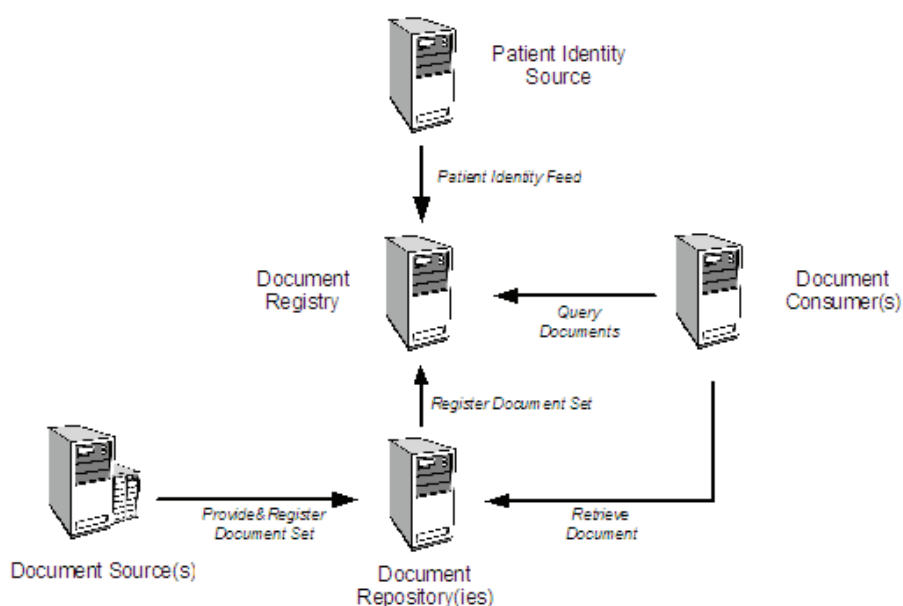 Patient Identity
Source
Patient Identity Feed
Document
Registry
Document
Consumer(s)
Query
Documents
Register Document Set
Provide&Register
Document Set
Retrieve
Document
Document Source(s)
Document
Repository(ies)